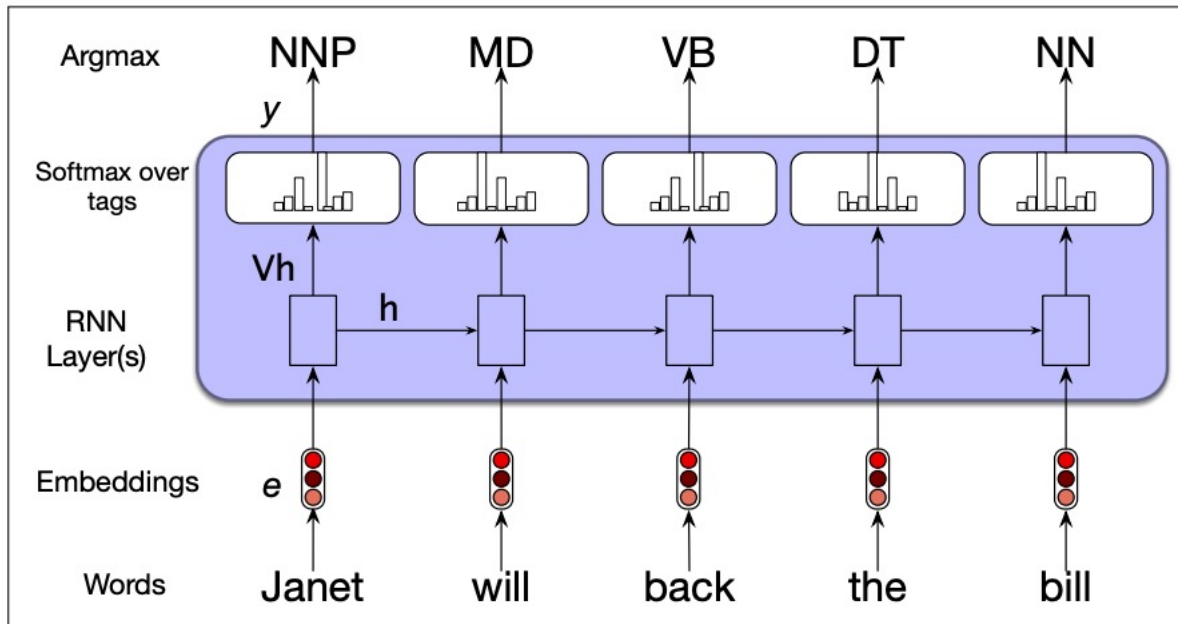 Argmax NNP MD VB DT NN
y
Softmax over
tags
Vh
h
RNN
Layer(s)
Embeddings e
Words Janet will back the bill